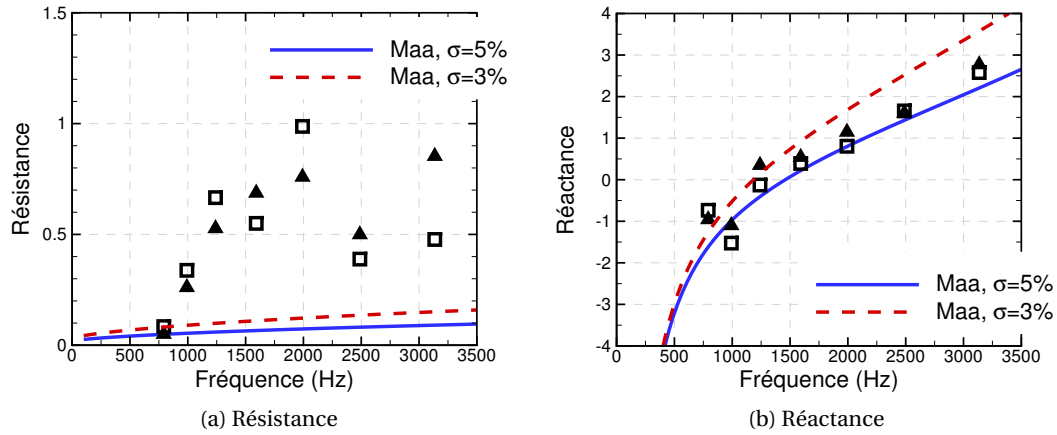 1.5
1
0.5
0
Résistance
0 500 1000 1500 2000 2500 3000 3500
Fréquence (Hz)
Maa, σ=5%
Maa, σ=3%
(a) Résistance
4
3
2
1
0
-1
-2
-3
-4
Réactance
0 500 1000 1500 2000 2500 3000 3500
Fréquence (Hz)
Maa, σ=5%
Maa, σ=3%
(b) Réactance